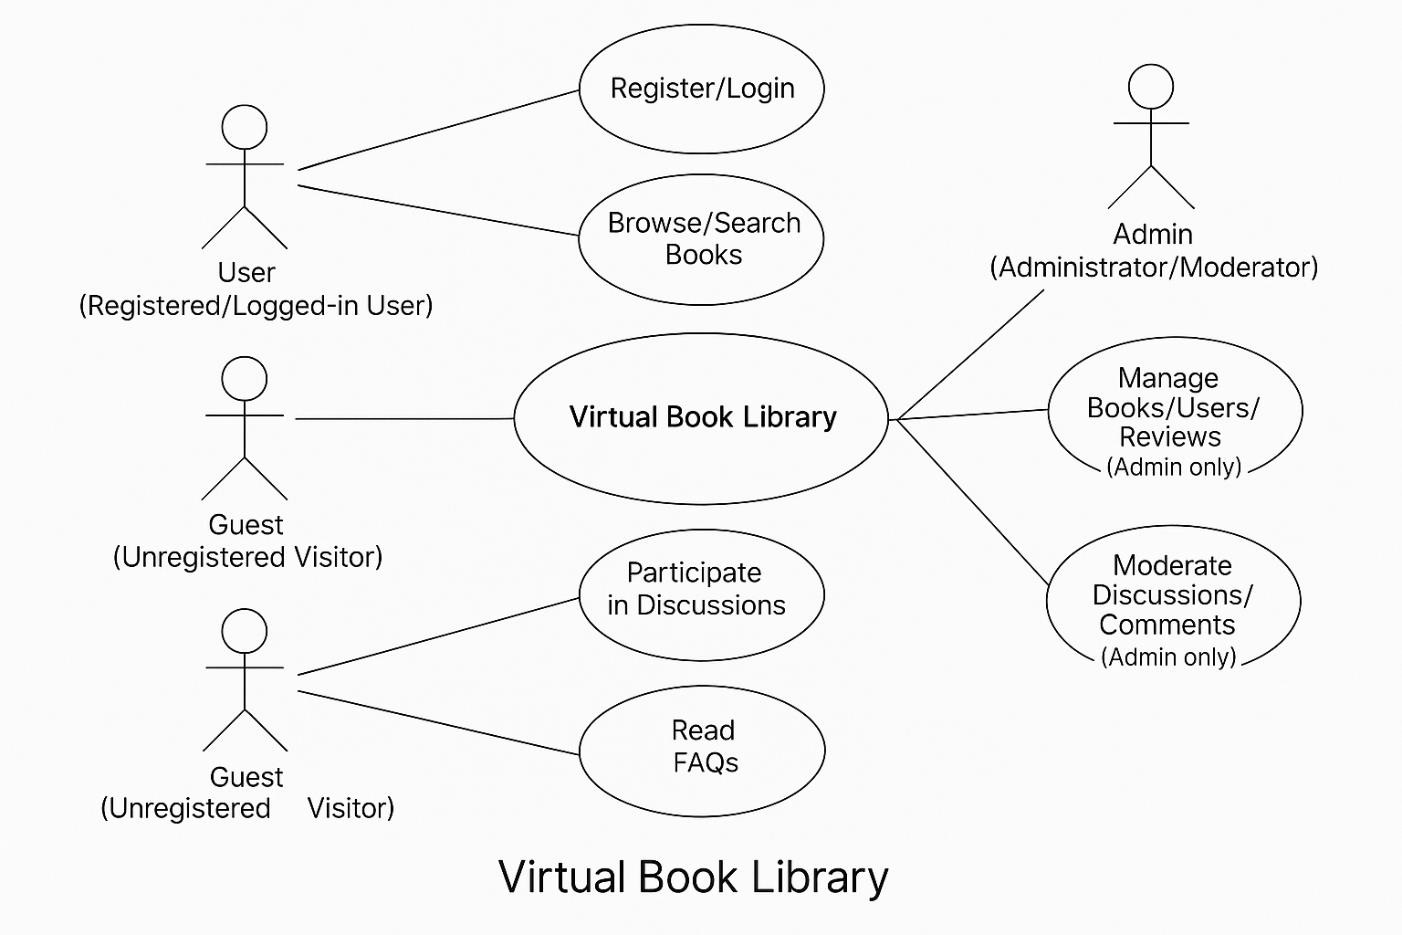 Register/Login
User
(Registered/Logged-in User)
Browse/Search
Books
Admin
(Administrator/Moderator)
Guest
(Unregistered Visitor)
Virtual Book Library
Manage
Books/Users/
Reviews
(Admin only)
Guest
(Unregistered Visitor)
Participate
in Discussions
Read
FAQs
Moderate
Discussions/
Comments
(Admin only)
Virtual Book Library